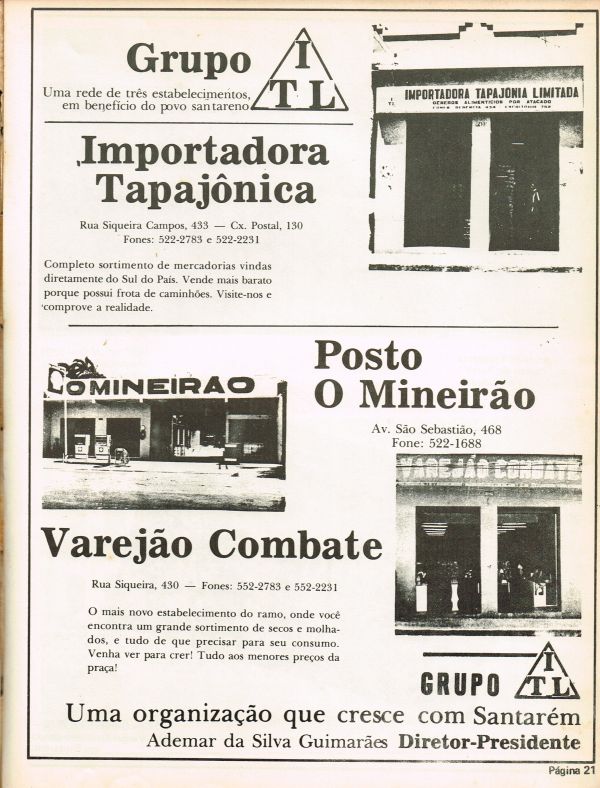 Grupo
I
TL
Uma rede de três estabelecimentos,
em benefício do povo santareno
IMPORTADORA TAPAJONIA LIMITADA
GENEROS ALIMENTICIOS POR ATACADO
Importadora
Tapajônica
Rua Siqueira Campos, 433 — Cx. Postal, 130
Fones: 522-2783 e 522-2231
Completo sortimento de mercadorias vindas
diretamente do Sul do País. Vende mais barato
porque possui frota de caminhões. Visite-nos e
comprove a realidade.
OMINEIRÃO
Posto
O Mineirão
Av. São Sebastião, 468
Fone: 522-1688
VAREJÃO COMBATE
Varejão Combate
Rua Siqueira, 430 — Fones: 552-2783 e 552-2231
O mais novo estabelecimento do ramo, onde você
encontra um grande sortimento de secos e molha-
dos, e tudo de que precisar para seu consumo.
Venha ver para crer! Tudo aos menores preços da
praça!
GRUPO
I
TL
Uma organização que cresce com Santarém
Ademar da Silva Guimarães Diretor-Presidente
Página 21